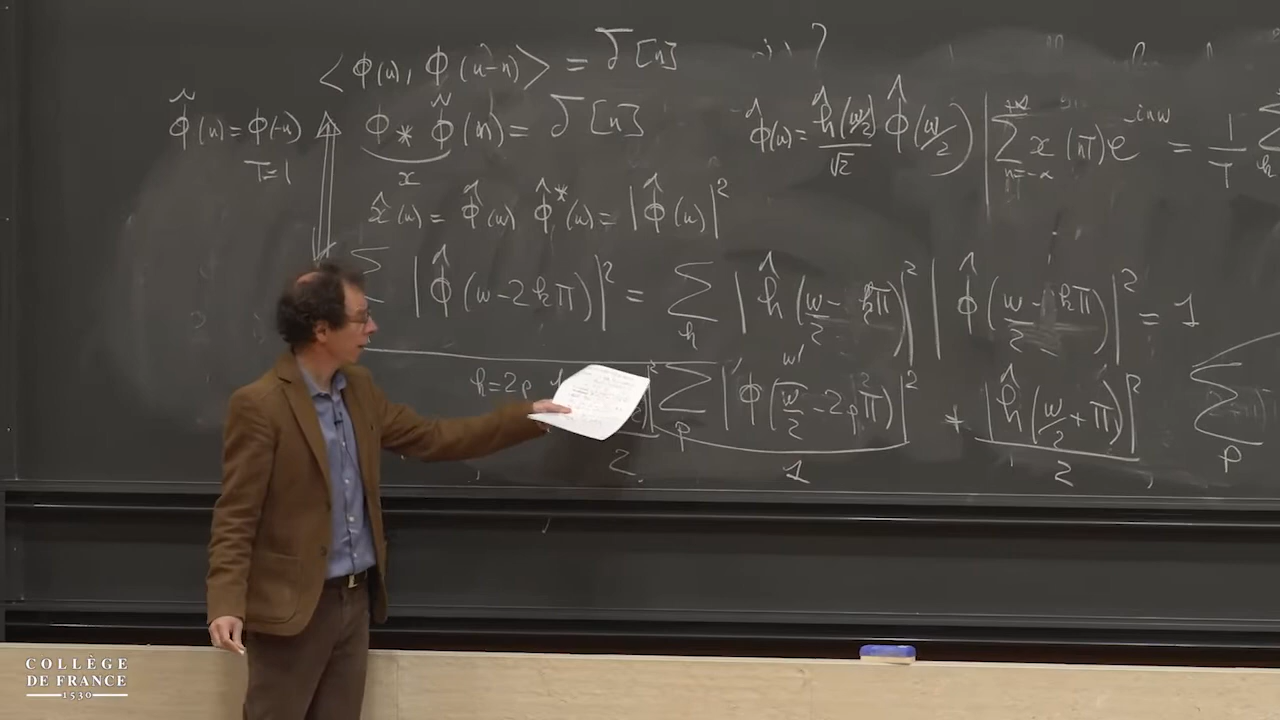 ⟨ϕ(u), ϕ(u-n)⟩ = δ[n]
ϕ̃(u) = ϕ(-u)
T=1
ϕ * ϕ̃(n) = δ[n]
x
x̂(ω) = ϕ̂(ω) ϕ̂*(ω) = |ϕ̂(ω)|²
Σ |ϕ̂(ω-2kπ)|² = Σ_k |ĥ(ω/2 - kπ)|² |ϕ̂(ω/2 - kπ)|² = 1
k=2p
Σ_p |ϕ(ω/2 - 2pπ)|² * |ĥ(ω/2 + π)|² Σ_p
ω'
2
1
2
ϕ̂(ω) = ĥ(ω/2)/√2 ϕ̂(ω/2)
Σ_{n=-∞}^{+∞} x(nT) e^{-inω} = 1/T Σ_k
COLLÈGE
DE FRANCE
1530